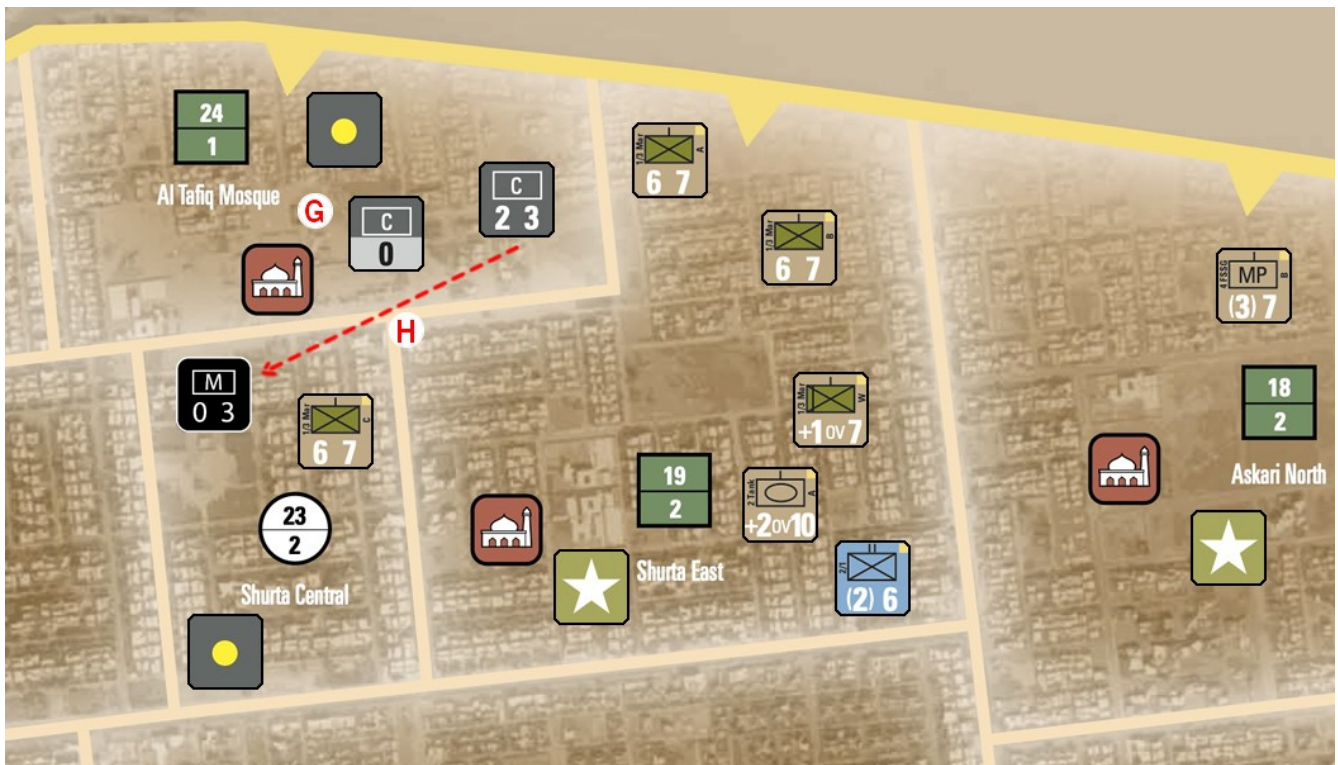 24
1
Al Tafiq Mosque
G
C
0
C
2 3
1/3 Mar
A
6 7
1/3 Mar
B
6 7
4 FSSG
MP
B
(3) 7
H
M
0 3
1/3 Mar
C
6 7
23
2
Shurta Central
1/3 Mar
W
+1 OV 7
19
2
Shurta East
2 Tank
A
+2 OV 10
2/1
(2) 6
18
2
Askari North